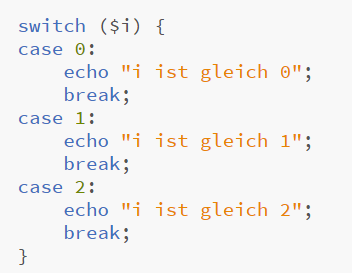 switch ($i) {
case 0:
    echo "i ist gleich 0";
    break;
case 1:
    echo "i ist gleich 1";
    break;
case 2:
    echo "i ist gleich 2";
    break;
}